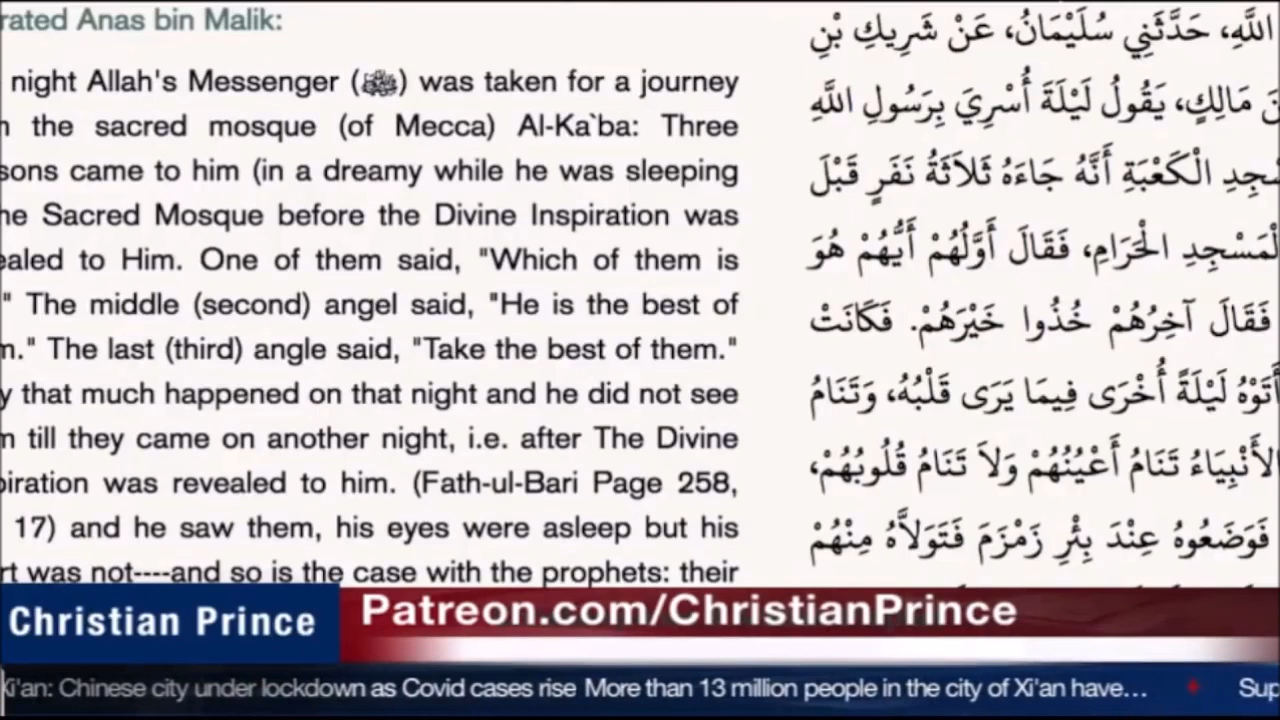 rated Anas bin Malik:
night Allah's Messenger (ﷺ) was taken for a journey
the sacred mosque (of Mecca) Al-Ka`ba: Three
sons came to him (in a dreamy while he was sleeping
he Sacred Mosque before the Divine Inspiration was
ealed to Him. One of them said, "Which of them is
" The middle (second) angel said, "He is the best of
m." The last (third) angle said, "Take the best of them."
y that much happened on that night and he did not see
m till they came on another night, i.e. after The Divine
piration was revealed to him. (Fath-ul-Bari Page 258,
17) and he saw them, his eyes were asleep but his
rt was not----and so is the case with the prophets: their
اللَّهِ، حَدَّثَنِي سُلَيْمَانُ، عَنْ شَرِيكِ بْنِ
نَ مَالِكٍ، يَقُولُ لَيْلَةَ أُسْرِيَ بِرَسُولِ اللَّهِ
سْجِدِ الْكَعْبَةِ أَنَّهُ جَاءَهُ ثَلاَثَةُ نَفَرٍ قَبْلَ
لْمَسْجِدِ الْحَرَامِ، فَقَالَ أَوَّلُهُمْ أَيُّهُمْ هُوَ
فَقَالَ آخِرُهُمْ خُذُوا خَيْرَهُمْ. فَكَانَتْ
أَتَوْهُ لَيْلَةً أُخْرَى فِيمَا يَرَى قَلْبُهُ، وَتَنَامُ
الأَنْبِيَاءُ تَنَامُ أَعْيُنُهُمْ وَلاَ تَنَامُ قُلُوبُهُمْ،
فَوَضَعُوهُ عِنْدَ بِئْرِ زَمْزَمَ فَتَوَلاَّهُ مِنْهُمْ
Christian Prince
Patreon.com/ChristianPrince
Xi'an: Chinese city under lockdown as Covid cases rise More than 13 million people in the city of Xi'an have… Sup